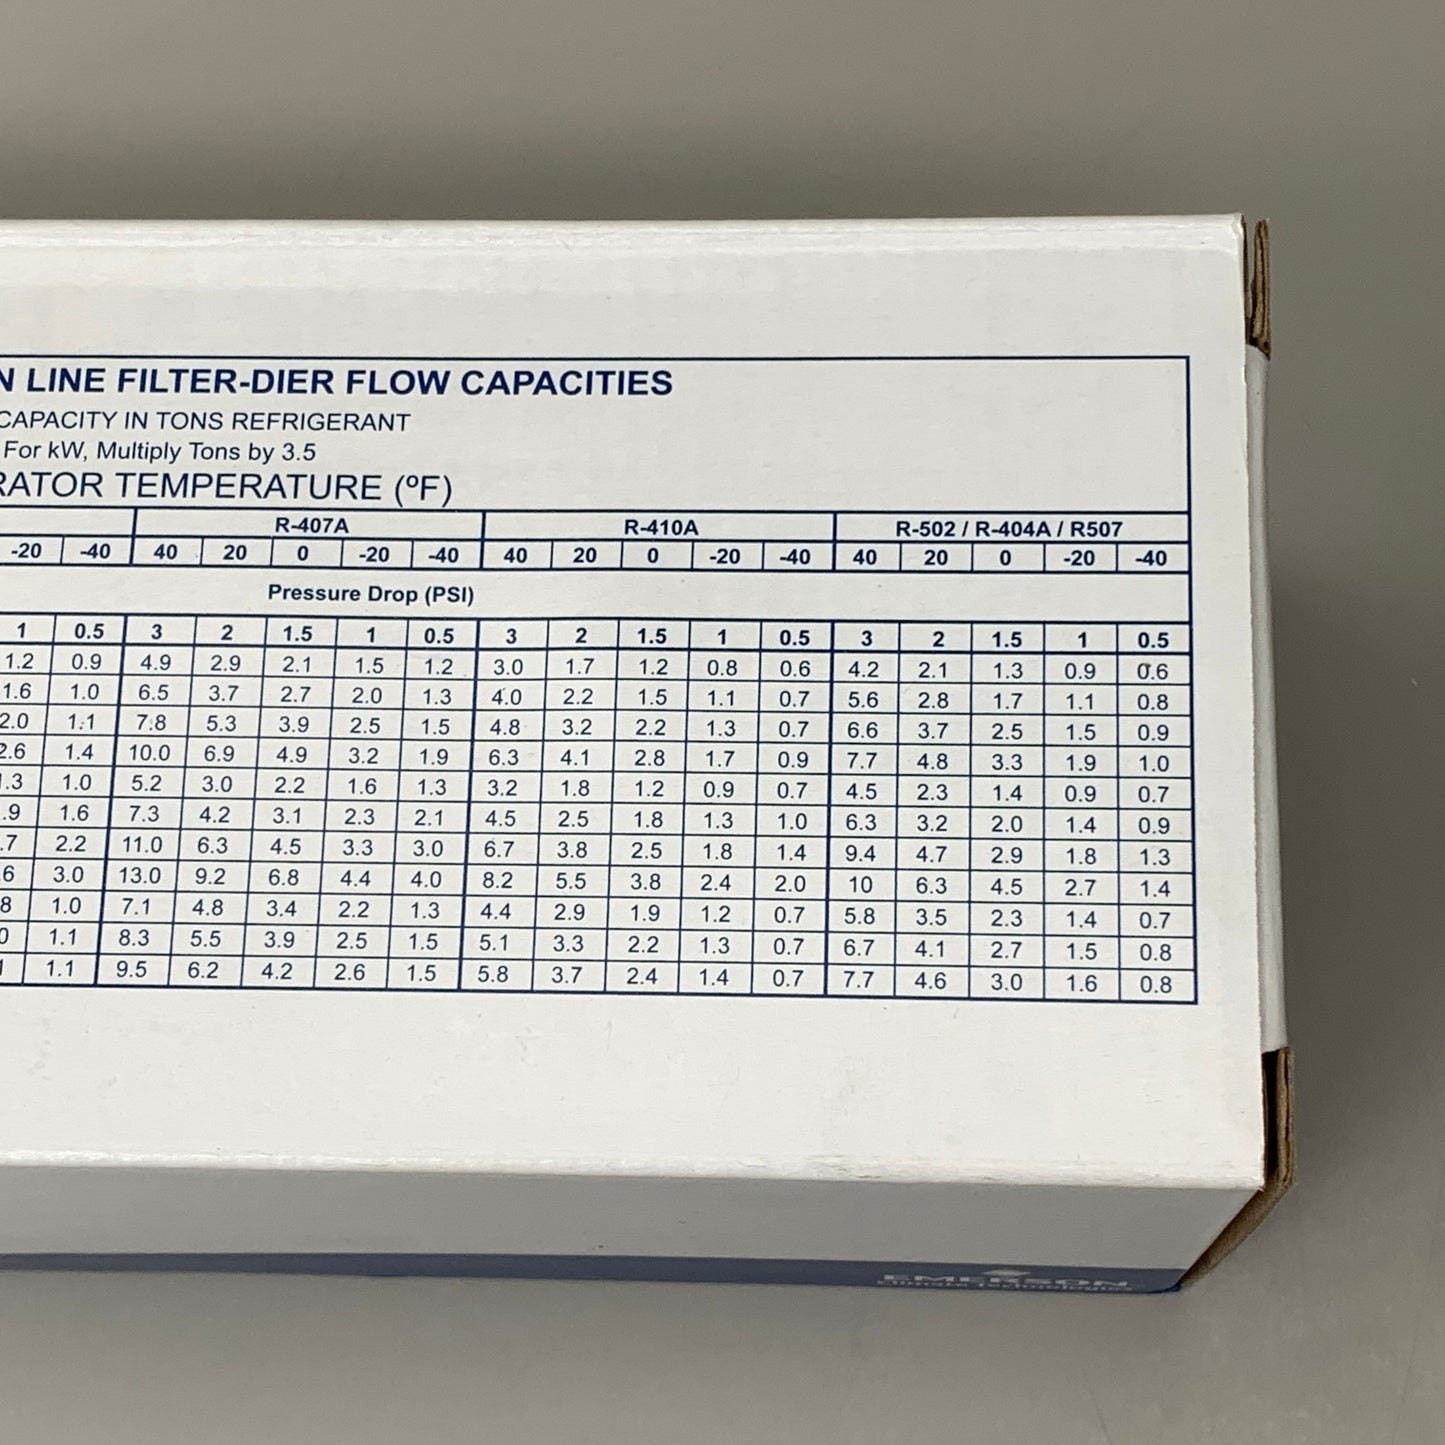 N LINE FILTER-DIER FLOW CAPACITIES
CAPACITY IN TONS REFRIGERANT
For kW, Multiply Tons by 3.5
RATOR TEMPERATURE (ºF)
R-407A R-410A R-502 / R-404A / R507
-20 -40 40 20 0 -20 -40 40 20 0 -20 -40 40 20 0 -20 -40
Pressure Drop (PSI)
1 0.5 3 2 1.5 1 0.5 3 2 1.5 1 0.5 3 2 1.5 1 0.5
1.2 0.9 4.9 2.9 2.1 1.5 1.2 3.0 1.7 1.2 0.8 0.6 4.2 2.1 1.3 0.9 0.6
1.6 1.0 6.5 3.7 2.7 2.0 1.3 4.0 2.2 1.5 1.1 0.7 5.6 2.8 1.7 1.1 0.8
2.0 1.1 7.8 5.3 3.9 2.5 1.5 4.8 3.2 2.2 1.3 0.7 6.6 3.7 2.5 1.5 0.9
2.6 1.4 10.0 6.9 4.9 3.2 1.9 6.3 4.1 2.8 1.7 0.9 7.7 4.8 3.3 1.9 1.0
.3 1.0 5.2 3.0 2.2 1.6 1.3 3.2 1.8 1.2 0.9 0.7 4.5 2.3 1.4 0.9 0.7
.9 1.6 7.3 4.2 3.1 2.3 2.1 4.5 2.5 1.8 1.3 1.0 6.3 3.2 2.0 1.4 0.9
.7 2.2 11.0 6.3 4.5 3.3 3.0 6.7 3.8 2.5 1.8 1.4 9.4 4.7 2.9 1.8 1.3
6 3.0 13.0 9.2 6.8 4.4 4.0 8.2 5.5 3.8 2.4 2.0 10 6.3 4.5 2.7 1.4
8 1.0 7.1 4.8 3.4 2.2 1.3 4.4 2.9 1.9 1.2 0.7 5.8 3.5 2.3 1.4 0.7
0 1.1 8.3 5.5 3.9 2.5 1.5 5.1 3.3 2.2 1.3 0.7 6.7 4.1 2.7 1.5 0.8
1 1.1 9.5 6.2 4.2 2.6 1.5 5.8 3.7 2.4 1.4 0.7 7.7 4.6 3.0 1.6 0.8
EMERSON
Climate Technologies